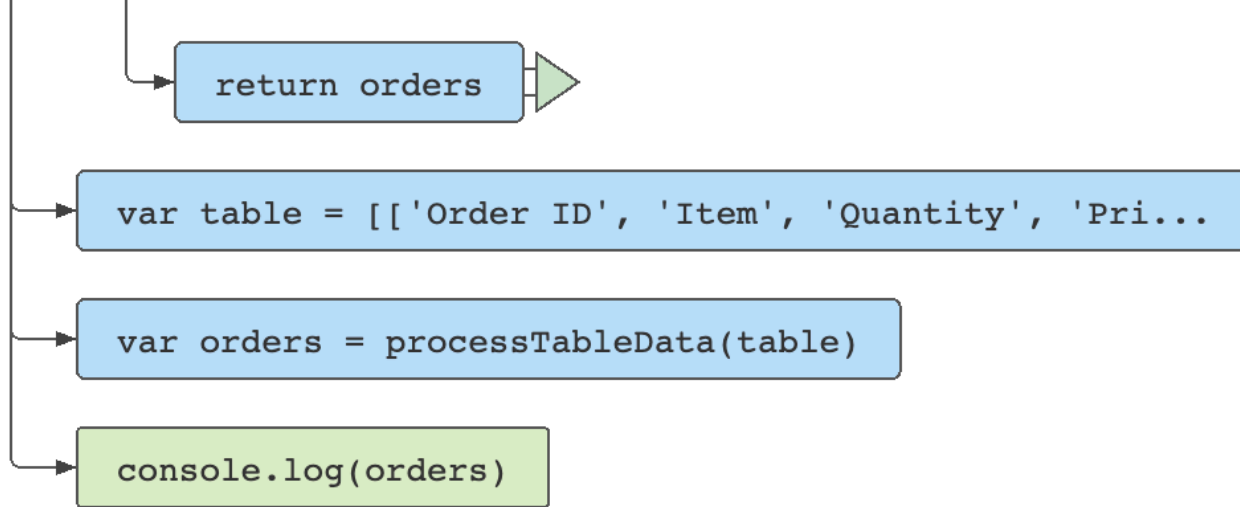 return orders
var table = [['Order ID', 'Item', 'Quantity', 'Pri...
var orders = processTableData(table)
console.log(orders)